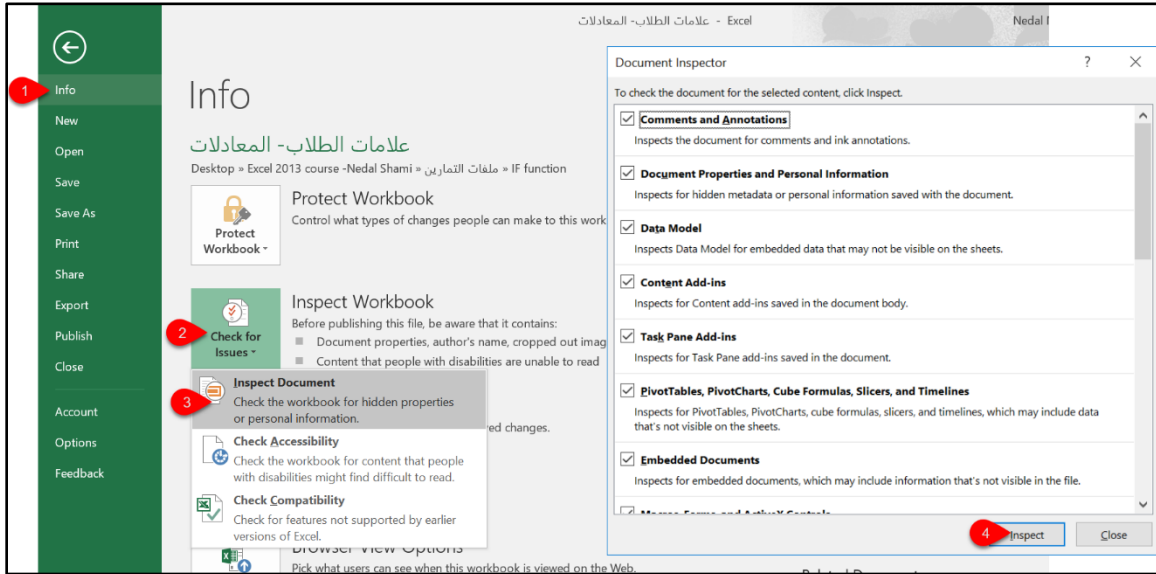 علامات الطلاب- المعادلات - Excel
Nedal
1
Info
New
Open
Save
Save As
Print
Share
Export
Publish
Close
Account
Options
Feedback
Info
علامات الطلاب- المعادلات
Desktop » Excel 2013 course -Nedal Shami » ملفات التمارين » IF function
Protect Workbook
Protect Workbook
Control what types of changes people can make to this work
2
Check for Issues
Inspect Workbook
Before publishing this file, be aware that it contains:
Document properties, author's name, cropped out imag
Content that people with disabilities are unable to read
3
Inspect Document
Check the workbook for hidden properties
or personal information.
ed changes.
Check Accessibility
Check the workbook for content that people
with disabilities might find difficult to read.
Check Compatibility
Check for features not supported by earlier
versions of Excel.
Browser View Options
Pick what users can see when this workbook is viewed on the Web.
Document Inspector
?
To check the document for the selected content, click Inspect.
Comments and Annotations
Inspects the document for comments and ink annotations.
Document Properties and Personal Information
Inspects for hidden metadata or personal information saved with the document.
Data Model
Inspects Data Model for embedded data that may not be visible on the sheets.
Content Add-ins
Inspects for Content add-ins saved in the document body.
Task Pane Add-ins
Inspects for Task Pane add-ins saved in the document.
PivotTables, PivotCharts, Cube Formulas, Slicers, and Timelines
Inspects for PivotTables, PivotCharts, cube formulas, slicers, and timelines, which may include data
that's not visible on the sheets.
Embedded Documents
Inspects for embedded documents, which may include information that's not visible in the file.
Macros, Forms, and ActiveX Controls
4
Inspect
Close